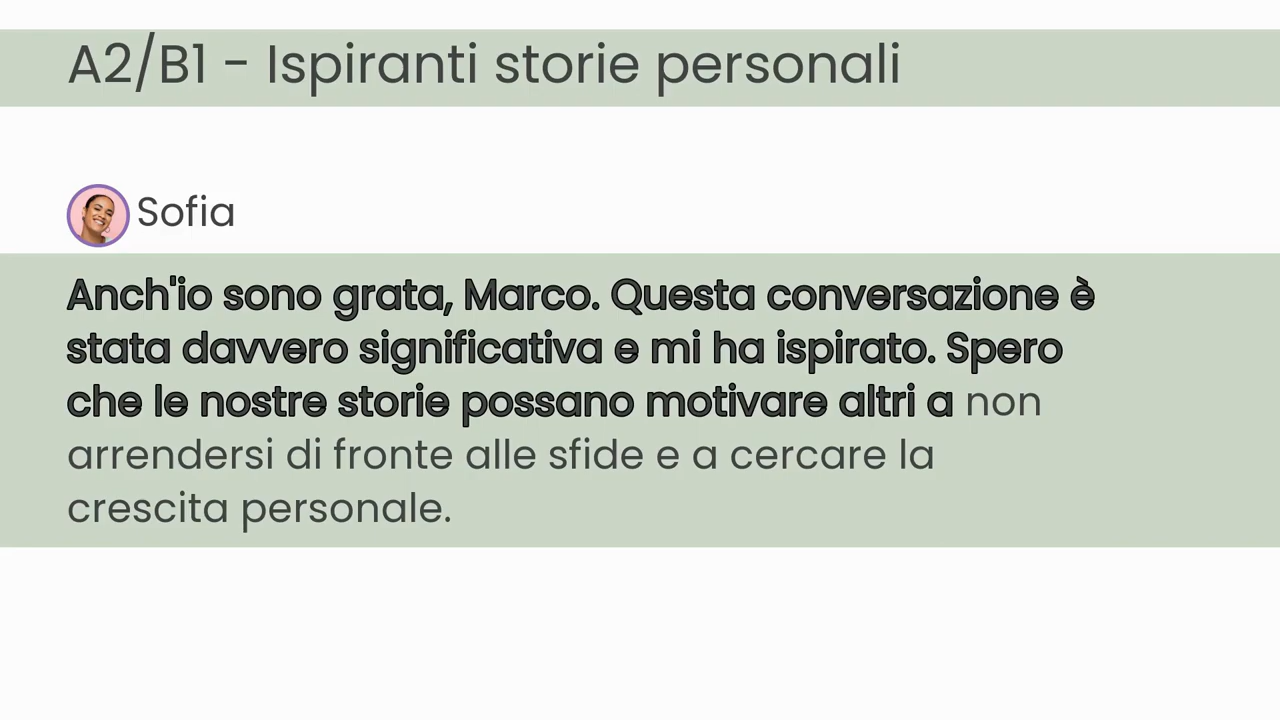 A2/B1 - Ispiranti storie personali
Sofia
Anch'io sono grata, Marco. Questa conversazione è
stata davvero significativa e mi ha ispirato. Spero
che le nostre storie possano motivare altri a non
arrendersi di fronte alle sfide e a cercare la
crescita personale.